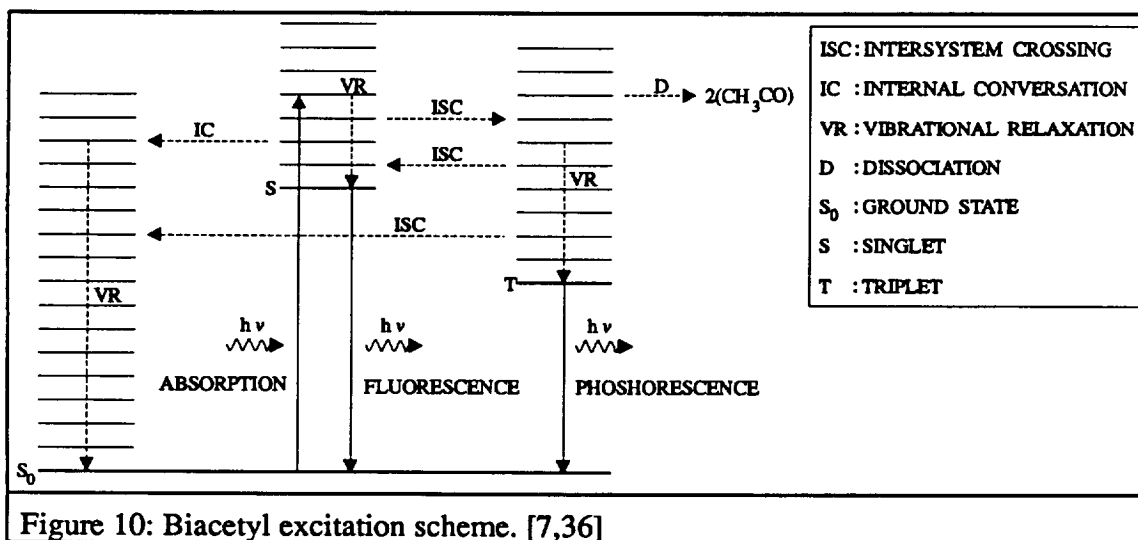 ISC: INTERSYSTEM CROSSING
IC : INTERNAL CONVERSATION
VR : VIBRATIONAL RELAXATION
D : DISSOCIATION
S₀ : GROUND STATE
S : SINGLET
T : TRIPLET
VR
D
2(CH₃CO)
ISC
IC
ISC
VR
S
ISC
T
VR
hν
hν
hν
ABSORPTION
FLUORESCENCE
PHOSHORESCENCE
S₀
Figure 10: Biacetyl excitation scheme. [7,36]